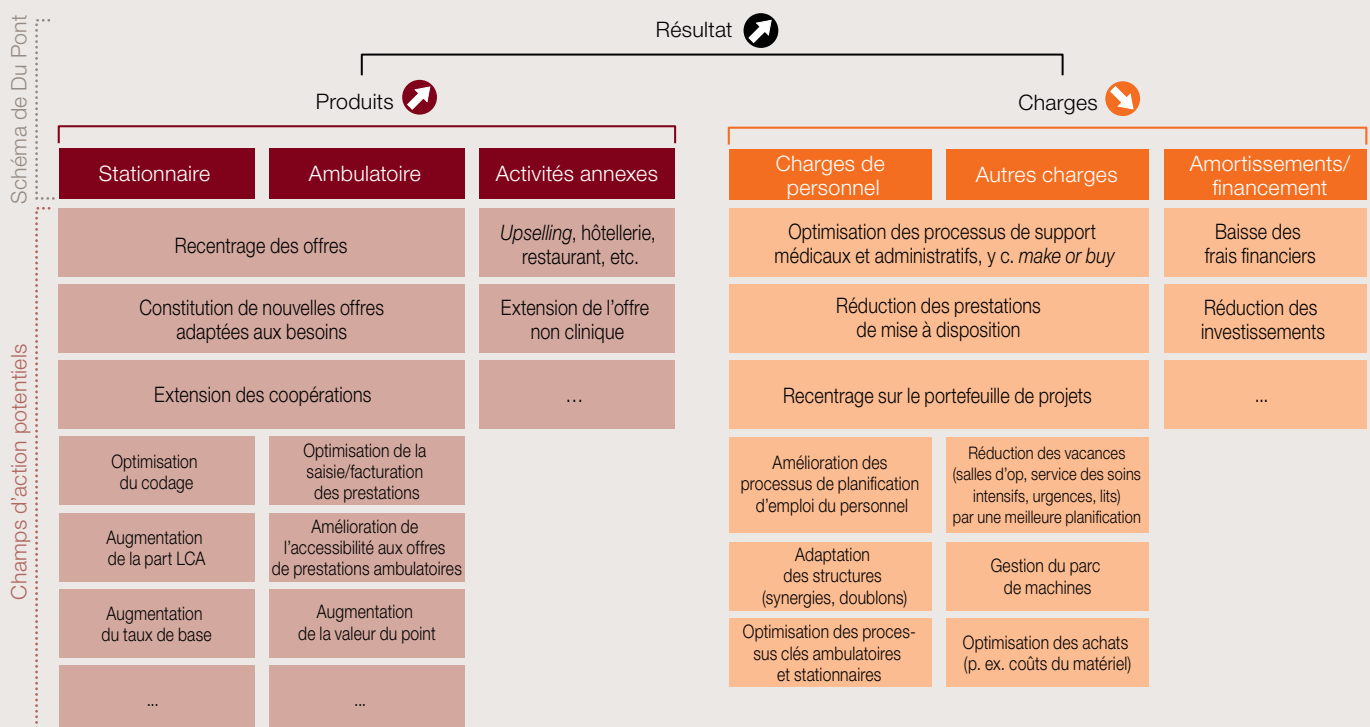 Schéma de Du Pont
Résultat
Produits
Charges
Stationnaire
Ambulatoire
Activités annexes
Charges de
personnel
Autres charges
Amortissements/
financement
Champs d'action potentiels
Recentrage des offres
Upselling, hôtellerie,
restaurant, etc.
Optimisation des processus de support
médicaux et administratifs, y c. make or buy
Baisse des
frais financiers
Constitution de nouvelles offres
adaptées aux besoins
Extension de l'offre
non clinique
Réduction des prestations
de mise à disposition
Réduction des
investissements
Extension des coopérations
...
Recentrage sur le portefeuille de projets
...
Optimisation
du codage
Optimisation de la
saisie/facturation
des prestations
Amélioration des
processus de planification
d'emploi du personnel
Réduction des vacances
(salles d'op, service des soins
intensifs, urgences, lits)
par une meilleure planification
Augmentation
de la part LCA
Amélioration de
l'accessibilité aux offres
de prestations ambulatoires
Adaptation
des structures
(synergies, doublons)
Gestion du parc
de machines
Augmentation
du taux de base
Augmentation
de la valeur du point
Optimisation des proces-
sus clés ambulatoires
et stationnaires
Optimisation des achats
(p. ex. coûts du matériel)
...
...